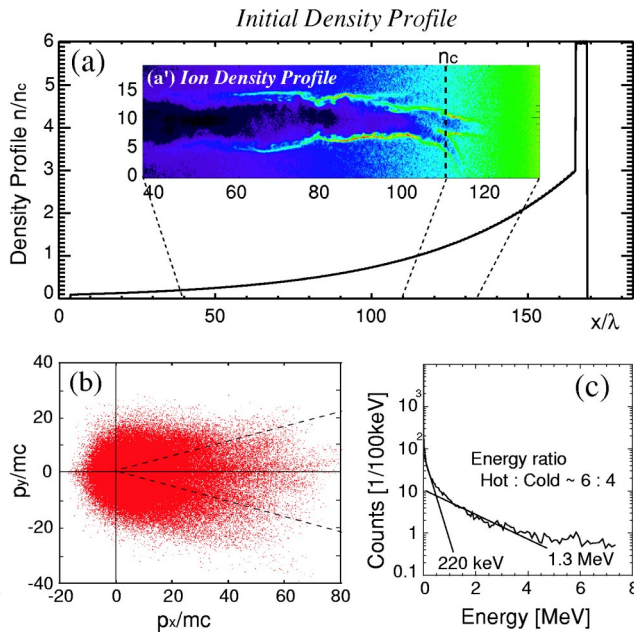 Initial Density Profile
(a)
(a') Ion Density Profile
nc
Density Profile n/nc
6
5
4
3
2
1
0
15
10
5
0
40 60 80 100 120
0 50 100 150 x/λ
(b)
py/mc
40
20
0
-20
-40
-20 0 20 40 60 80
px/mc
(c)
Counts [1/100keV]
10³
10²
10
1
0.1
Energy ratio
Hot : Cold ~ 6 : 4
220 keV
1.3 MeV
0 2 4 6 8
Energy [MeV]